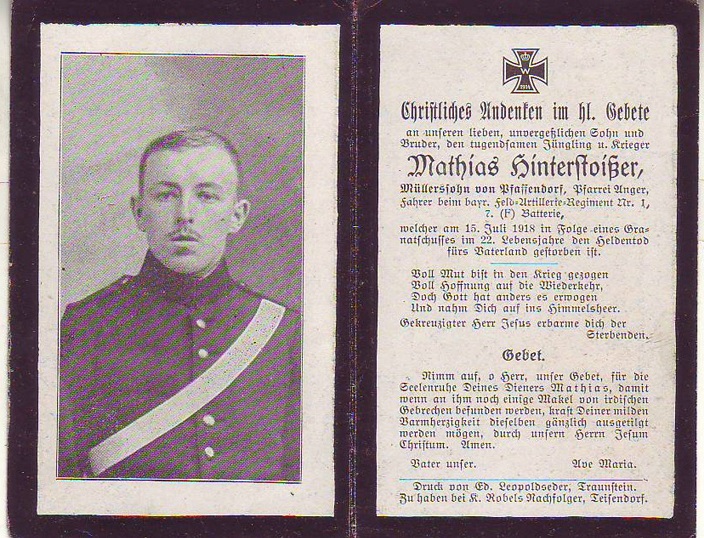 W
1914
Christliches Andenken im hl. Gebete
an unseren lieben, unvergeßlichen Sohn und
Bruder, den tugendsamen Jüngling u. Krieger
Mathias Hinterstoißer,
Müllerssohn von Pfaffendorf, Pfarrei Anger,
Fahrer beim bayr. Feld-Artillerie-Regiment Nr. 1,
7. (F) Batterie,
welcher am 15. Juli 1918 in Folge eines Gra-
natschusses im 22. Lebensjahre den Heldentod
fürs Vaterland gestorben ist.
Voll Mut bist in den Krieg gezogen
Voll Hoffnung auf die Wiederkehr,
Doch Gott hat anders es erwogen
Und nahm Dich auf ins Himmelsheer.
Gekreuzigter Herr Jesus erbarme dich der
Sterbenden.
Gebet.
Nimm auf, o Herr, unser Gebet, für die
Seelenruhe Deines Dieners Mathias, damit
wenn an ihm noch einige Makel von irdischen
Gebrechen befunden werden, kraft Deiner milden
Barmherzigkeit dieselben gänzlich ausgetilgt
werden mögen, durch unsern Herrn Jesum
Christum. Amen.
Vater unser. Ave Maria.
Druck von Ed. Leopoldseder, Traunstein.
Zu haben bei K. Robels Nachfolger, Teisendorf.